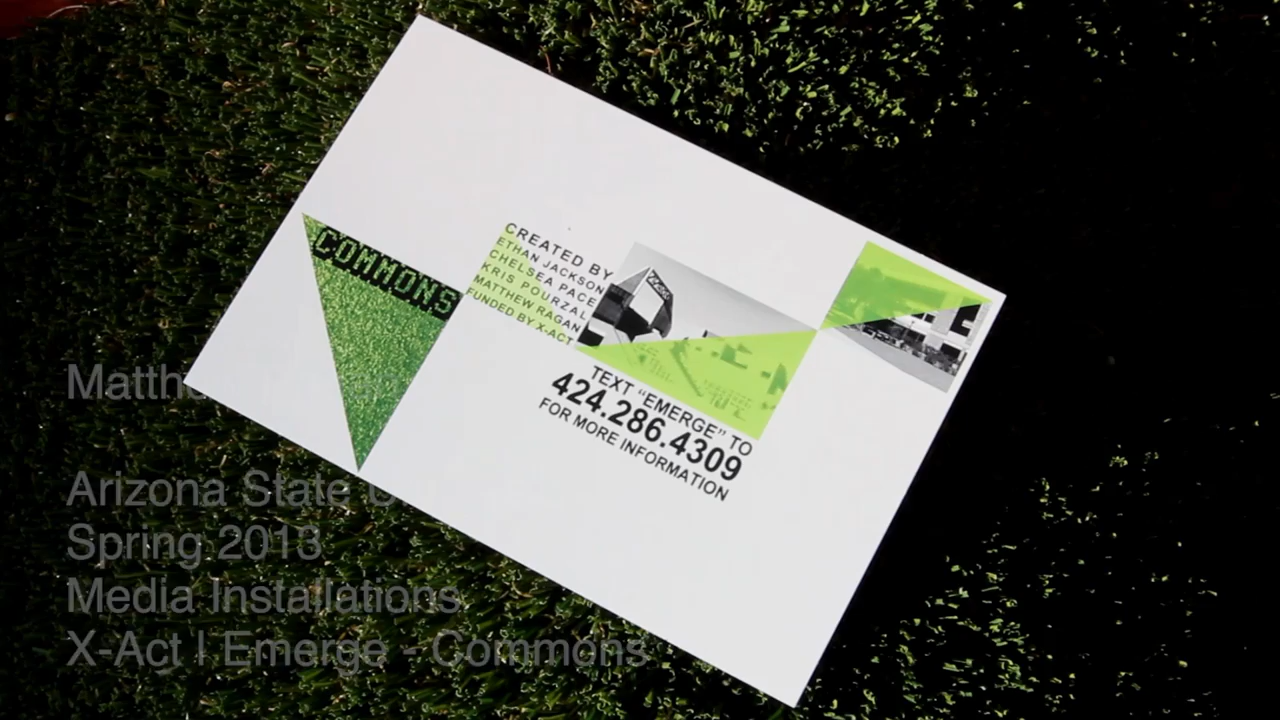 COMMONS
CREATED BY
ETHAN JACKSON
CHELSEA PACE
KRIS POURZAL
MATTHEW RAGAN
FUNDED BY X-ACT
TEXT “EMERGE” TO
424.286.4309
FOR MORE INFORMATION
Arizona State
Spring 2013
Media Installations
X-Act | Emerge - Commons